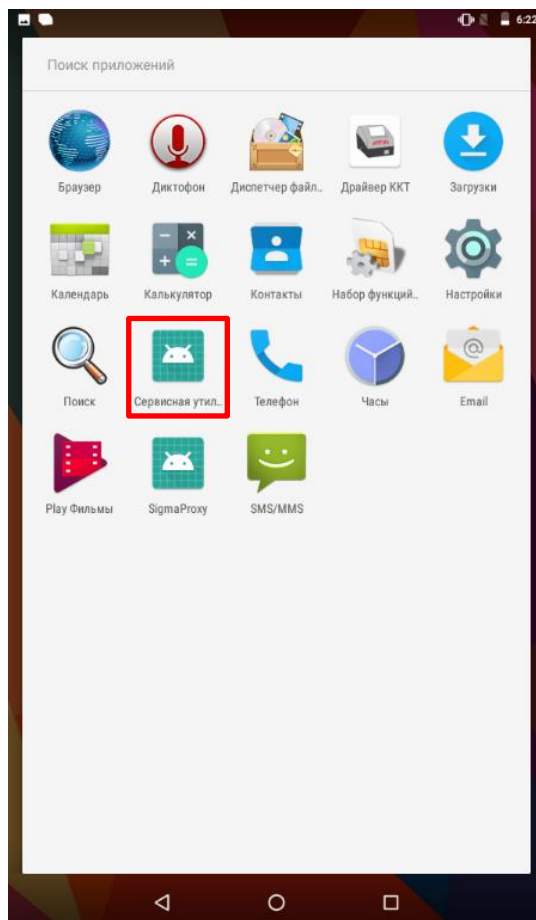 6:22
Поиск приложений
Браузер
Диктофон
Диспетчер файл..
Драйвер ККТ
Загрузки
Календарь
Калькулятор
Контакты
Набор функций..
Настройки
Поиск
Сервисная утил..
Телефон
Часы
Email
Play Фильмы
SigmaProxy
SMS/MMS